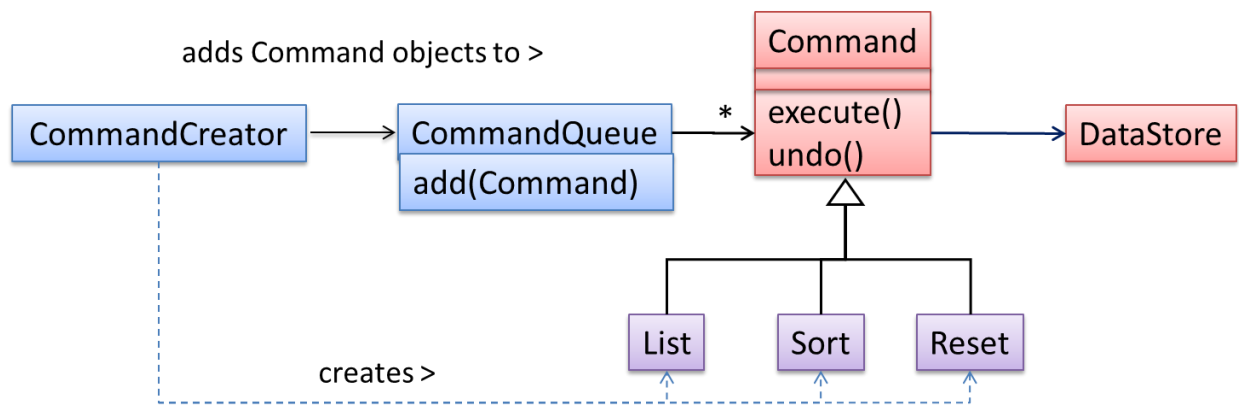 adds Command objects to >
Command
CommandCreator
CommandQueue
*
execute()
undo()
DataStore
add(Command)
List
Sort
Reset
creates >